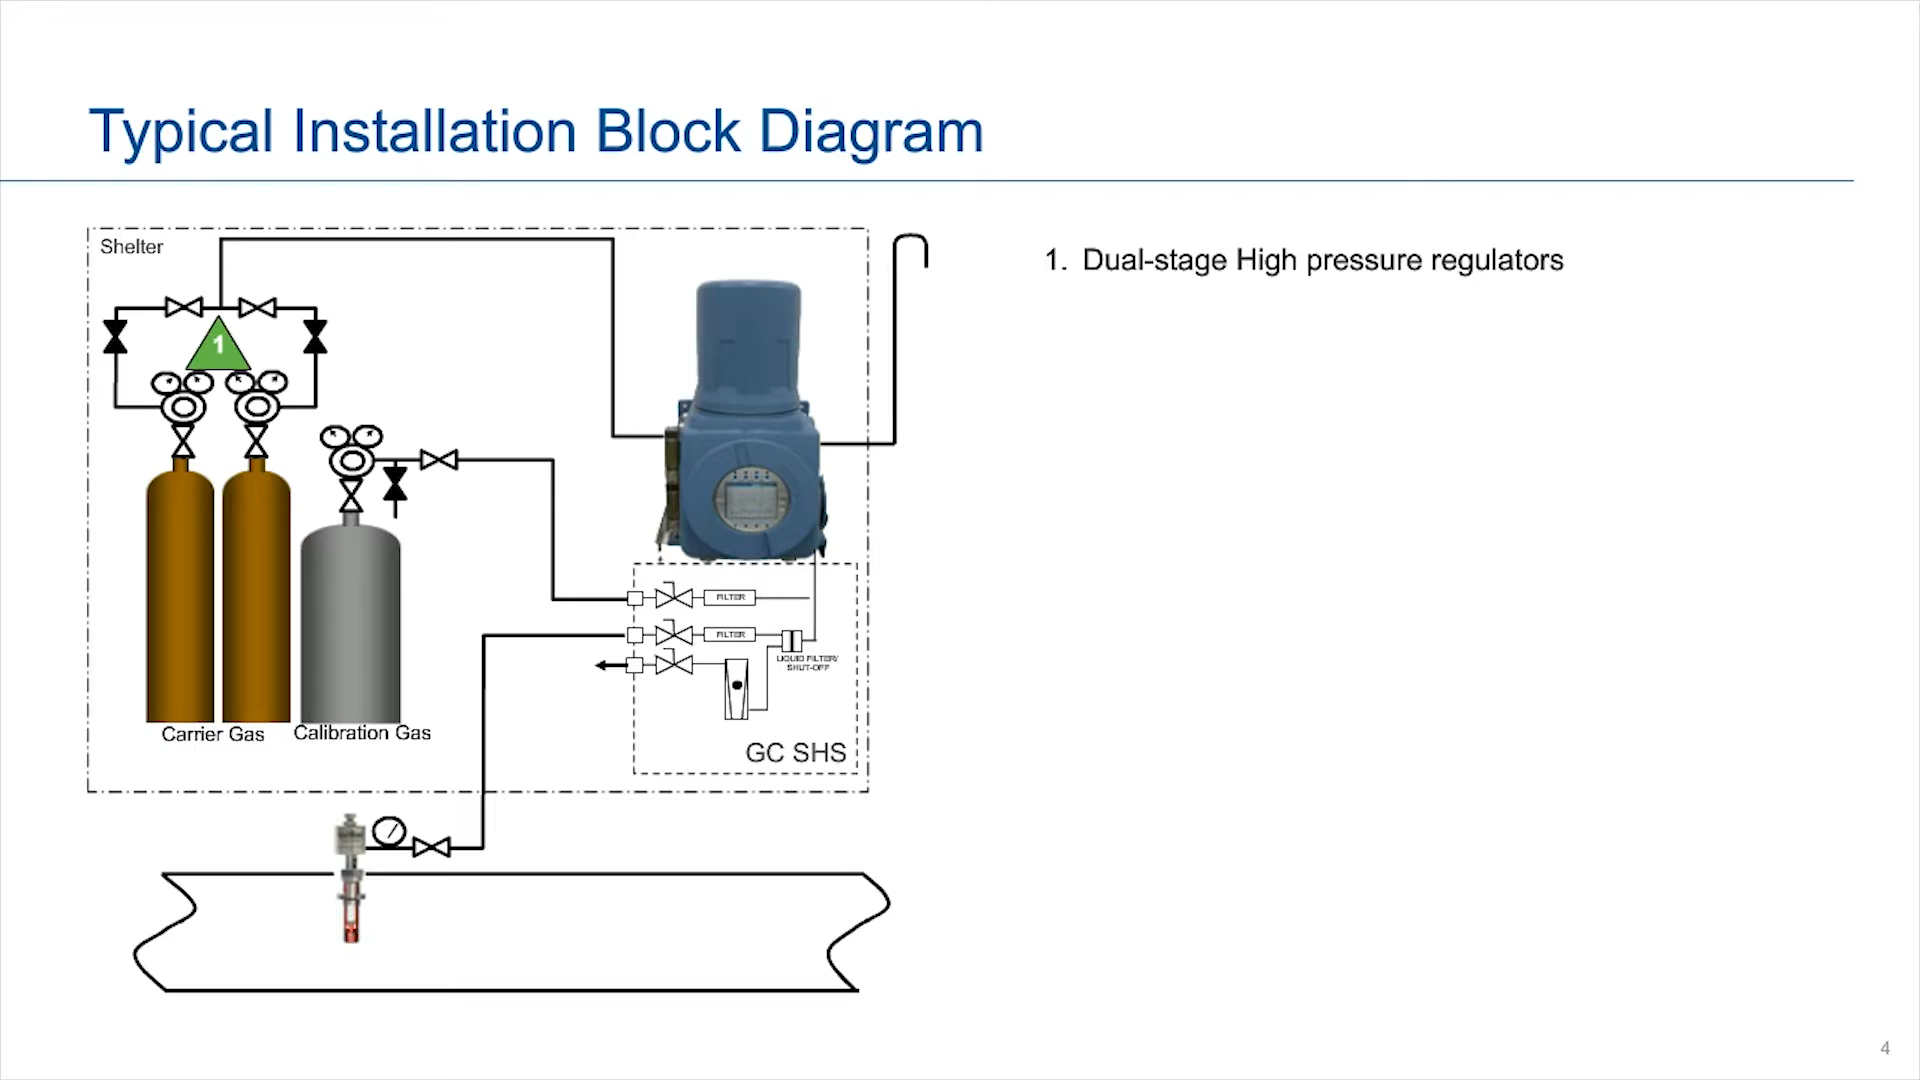 Typical Installation Block Diagram
Shelter
1. Dual-stage High pressure regulators
1
FILTER
FILTER
LIQUID FILTER/
SHUT-OFF
Carrier Gas
Calibration Gas
GC SHS
4